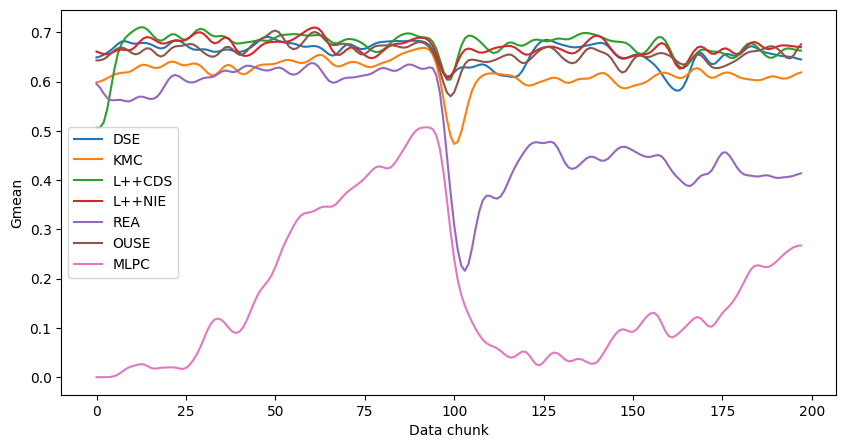 0.7
0.6
0.5
0.4
0.3
0.2
0.1
0.0
Gmean
DSE
KMC
L++CDS
L++NIE
REA
OUSE
MLPC
0 25 50 75 100 125 150 175 200
Data chunk